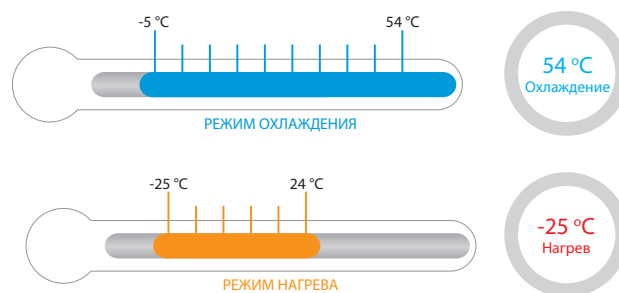 -5 °C 54 °C
54 °C
Охлаждение
РЕЖИМ ОХЛАЖДЕНИЯ
-25 °C 24 °C
-25 °C
Нагрев
РЕЖИМ НАГРЕВА